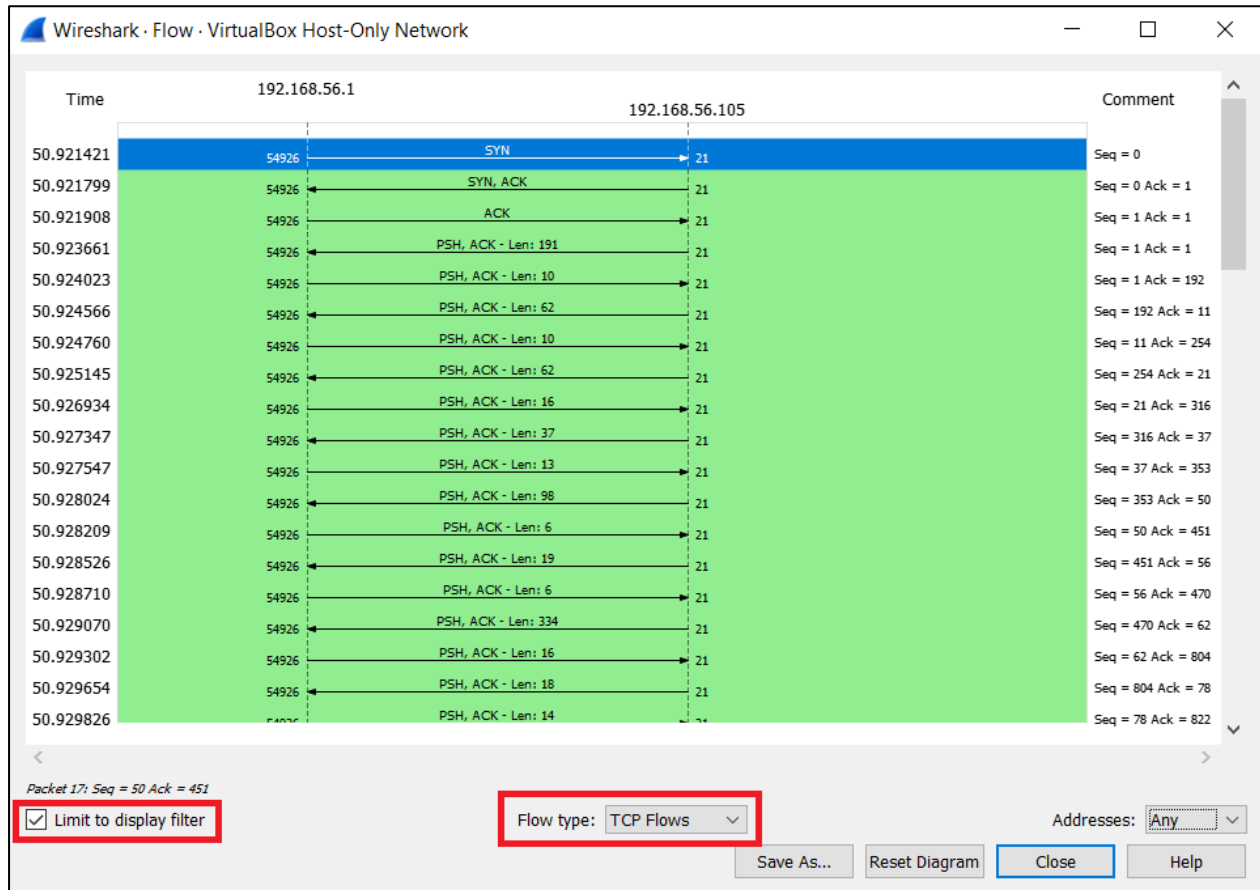 Wireshark · Flow · VirtualBox Host-Only Network
Time 192.168.56.1 192.168.56.105 Comment
50.921421 54926 SYN 21 Seq = 0
50.921799 54926 SYN, ACK 21 Seq = 0 Ack = 1
50.921908 54926 ACK 21 Seq = 1 Ack = 1
50.923661 54926 PSH, ACK - Len: 191 21 Seq = 1 Ack = 1
50.924023 54926 PSH, ACK - Len: 10 21 Seq = 1 Ack = 192
50.924566 54926 PSH, ACK - Len: 62 21 Seq = 192 Ack = 11
50.924760 54926 PSH, ACK - Len: 10 21 Seq = 11 Ack = 254
50.925145 54926 PSH, ACK - Len: 62 21 Seq = 254 Ack = 21
50.926934 54926 PSH, ACK - Len: 16 21 Seq = 21 Ack = 316
50.927347 54926 PSH, ACK - Len: 37 21 Seq = 316 Ack = 37
50.927547 54926 PSH, ACK - Len: 13 21 Seq = 37 Ack = 353
50.928024 54926 PSH, ACK - Len: 98 21 Seq = 353 Ack = 50
50.928209 54926 PSH, ACK - Len: 6 21 Seq = 50 Ack = 451
50.928526 54926 PSH, ACK - Len: 19 21 Seq = 451 Ack = 56
50.928710 54926 PSH, ACK - Len: 6 21 Seq = 56 Ack = 470
50.929070 54926 PSH, ACK - Len: 334 21 Seq = 470 Ack = 62
50.929302 54926 PSH, ACK - Len: 16 21 Seq = 62 Ack = 804
50.929654 54926 PSH, ACK - Len: 18 21 Seq = 804 Ack = 78
50.929826 PSH, ACK - Len: 14 Seq = 78 Ack = 822
Packet 17: Seq = 50 Ack = 451
Limit to display filter Flow type: TCP Flows Addresses: Any
Save As... Reset Diagram Close Help